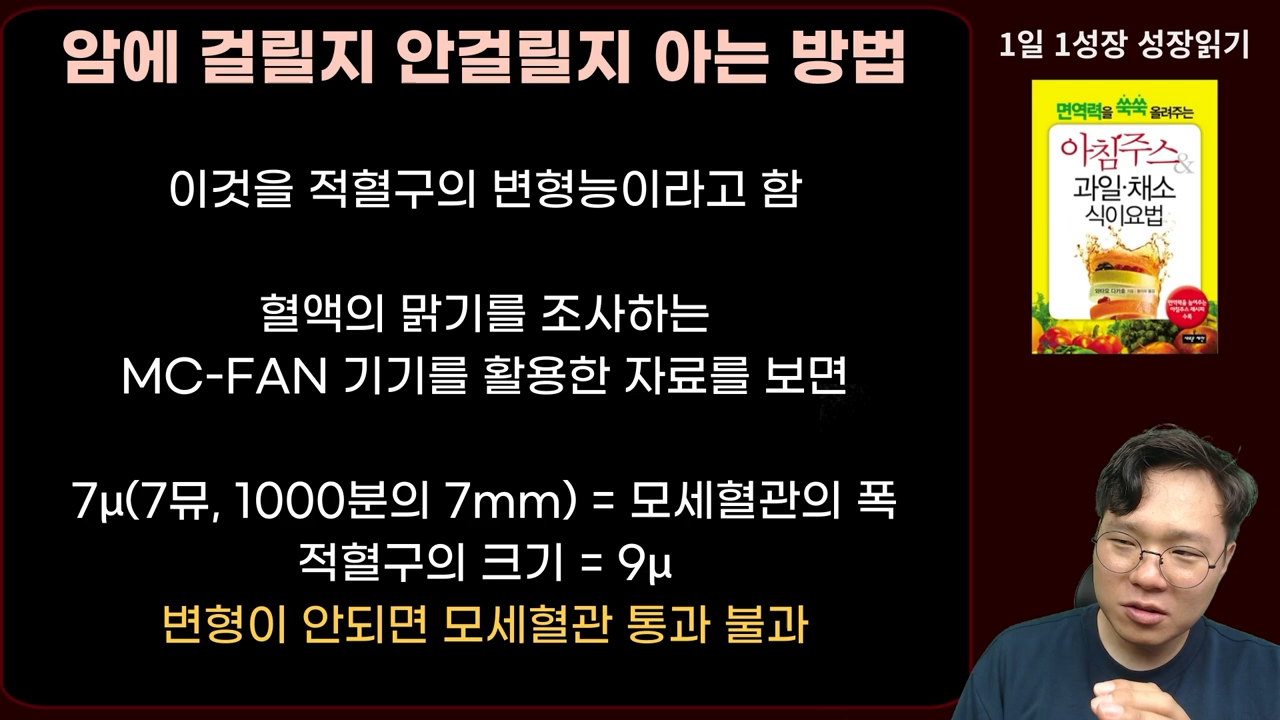 암에 걸릴지 안걸릴지 아는 방법
이것을 적혈구의 변형능이라고 함
혈액의 맑기를 조사하는
MC-FAN 기기를 활용한 자료를 보면
7μ(7뮤, 1000분의 7mm) = 모세혈관의 폭
적혈구의 크기 = 9μ
변형이 안되면 모세혈관 통과 불과
1일 1성장 성장읽기
면역력을 쑥쑥 올려주는
아침주스&
과일·채소
식이요법